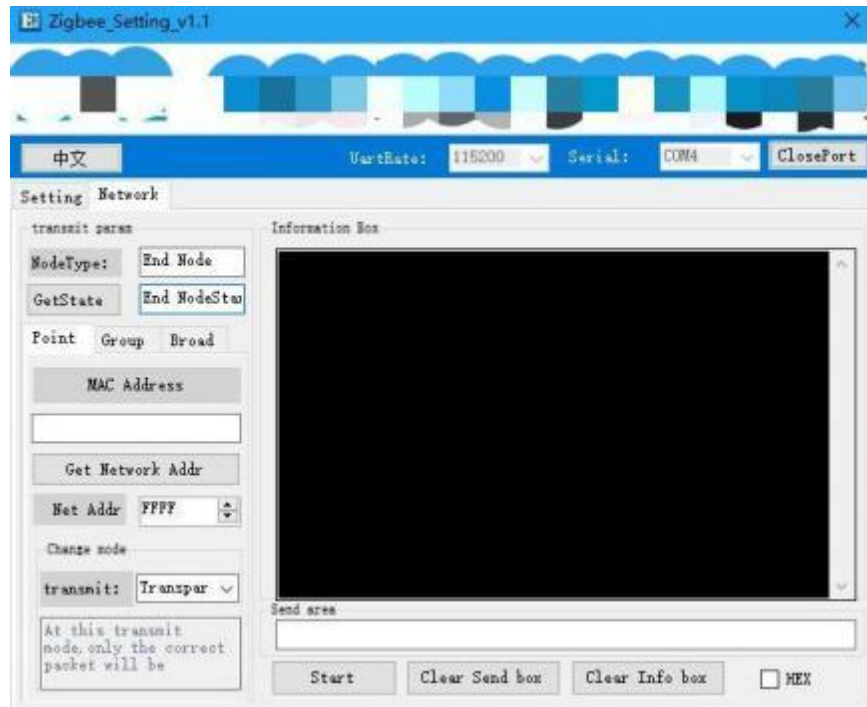 Zigbee_Setting_v1.1
中文
UartRate: 115200 Serial: COM4 ClosePort
Setting Network
transmit param
NodeType: End Node
GetState End NodeStar
Point Group Broad
MAC Address
Get Network Addr
Net Addr FFFF
Change mode
transmit: Transpar
At this transmit
mode, only the correct
packet will be
Information Box
Send area
Start Clear Send box Clear Info box HEX